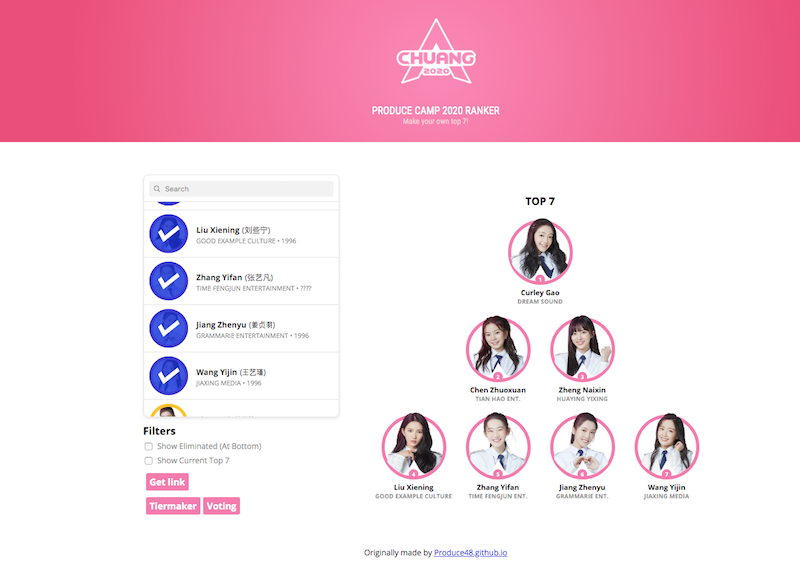 CHUANG
2020
PRODUCE CAMP 2020 RANKER
Make your own top 7!
Search
Liu Xiening (刘些宁)
GOOD EXAMPLE CULTURE • 1996
Zhang Yifan (张艺凡)
TIME FENGJUN ENTERTAINMENT • ????
Jiang Zhenyu (姜贞羽)
GRAMMARIE ENTERTAINMENT • 1996
Wang Yijin (王艺瑾)
JIAXING MEDIA • 1996
Filters
Show Eliminated (At Bottom)
Show Current Top 7
Get link
Tiermaker
Voting
TOP 7
1
Curley Gao
DREAM SOUND
2
3
Chen Zhuoxuan
TIAN HAO ENT.
Zheng Naixin
HUAYING YIXING
4
5
6
7
Liu Xiening
GOOD EXAMPLE CULTURE
Zhang Yifan
TIME FENGJUN ENT.
Jiang Zhenyu
GRAMMARIE ENT.
Wang Yijin
JIAXING MEDIA
Originally made by Produce48.github.io